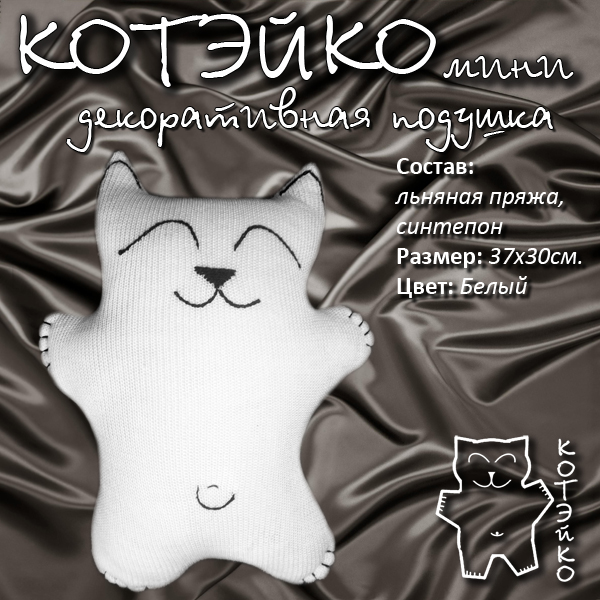 КОТЭЙКО мини
декоративная подушка
Состав:
льняная пряжа,
синтепон
Размер: 37х30см.
Цвет: Белый
КОТЭЙКО